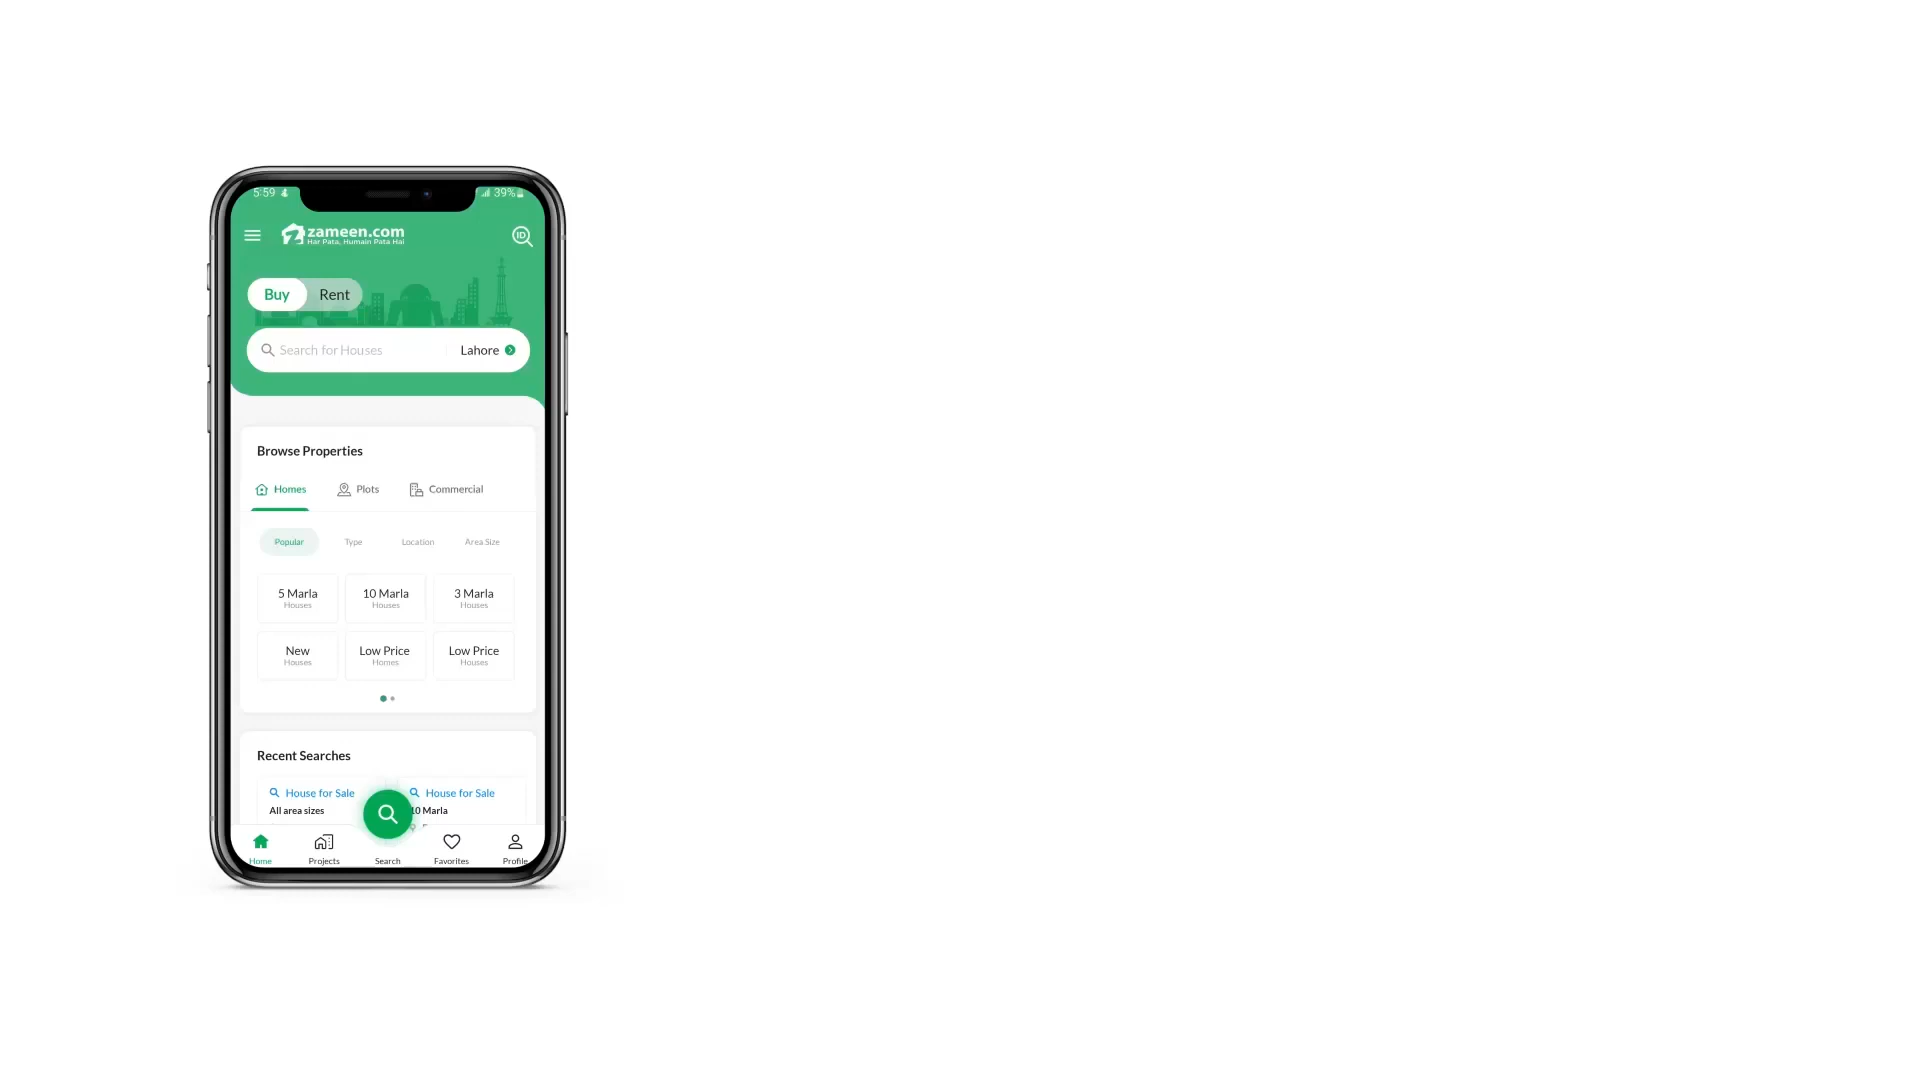 5:59 39%
zameen.com
Har Pata, Humain Pata Hai
ID
Buy Rent
Search for Houses Lahore
Browse Properties
Homes Plots Commercial
Popular Type Location Area Size
5 Marla 10 Marla 3 Marla
Houses Houses Houses
New Low Price Low Price
Houses Homes Houses
Recent Searches
House for Sale House for Sale
All area sizes 10 Marla
Home Projects Search Favorites Profile